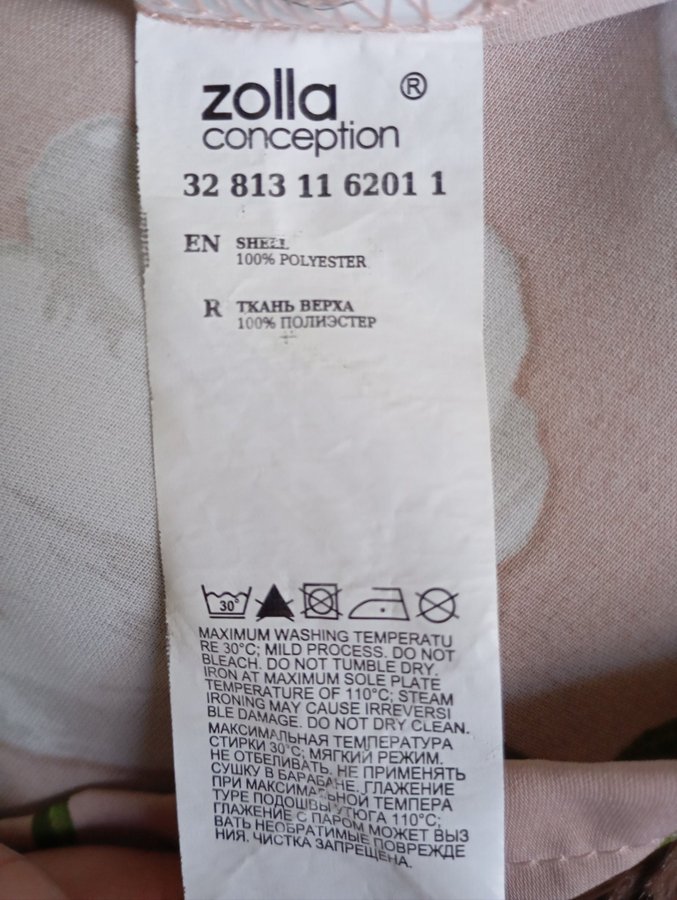 zolla ®
conception
32 813 11 6201 1
EN SHELL
100% POLYESTER
R ТКАНЬ ВЕРХА
100% ПОЛИЭСТЕР
30°
MAXIMUM WASHING TEMPERATU
RE 30°C; MILD PROCESS. DO NOT
BLEACH. DO NOT TUMBLE DRY.
IRON AT MAXIMUM SOLE PLATE
TEMPERATURE OF 110°C; STEAM
IRONING MAY CAUSE IRREVERSI
BLE DAMAGE. DO NOT DRY CLEAN.
МАКСИМАЛЬНАЯ ТЕМПЕРАТУРА
СТИРКИ 30°C; МЯГКИЙ РЕЖИМ.
НЕ ОТБЕЛИВАТЬ. НЕ ПРИМЕНЯТЬ
СУШКУ В БАРАБАНЕ. ГЛАЖЕНИЕ
ПРИ МАКСИМАЛЬНОЙ ТЕМПЕРА
ТУРЕ ПОДОШВЫ УТЮГА 110°C;
ГЛАЖЕНИЕ С ПАРОМ МОЖЕТ ВЫЗ
ВАТЬ НЕОБРАТИМЫЕ ПОВРЕЖДЕ
НИЯ. ЧИСТКА ЗАПРЕЩЕНА.